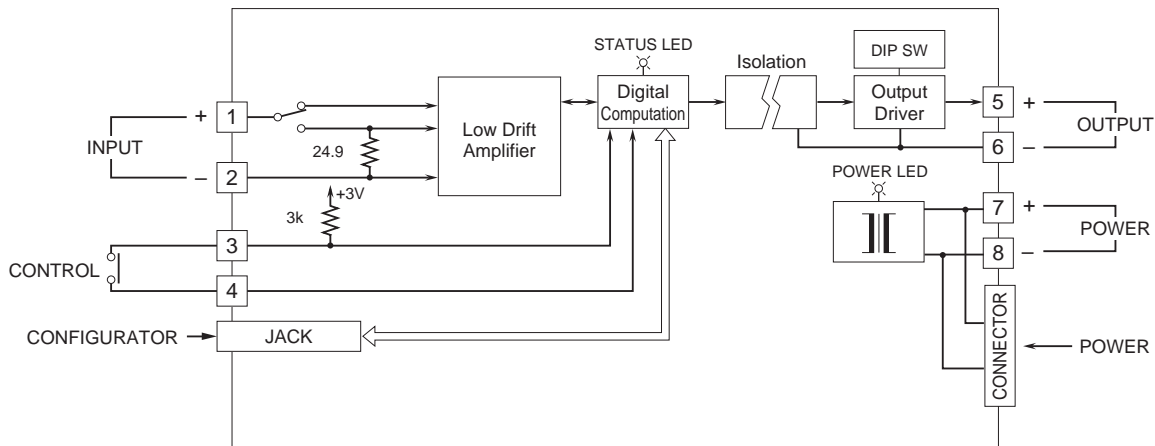 STATUS LED
DIP SW
Isolation
Digital
Computation
Output
Driver
Low Drift
Amplifier
1
+
INPUT
24.9
–
2
+3V
3k
3
CONTROL
4
CONFIGURATOR
JACK
5
+
OUTPUT
6
–
POWER LED
7
+
POWER
8
–
CONNECTOR
POWER